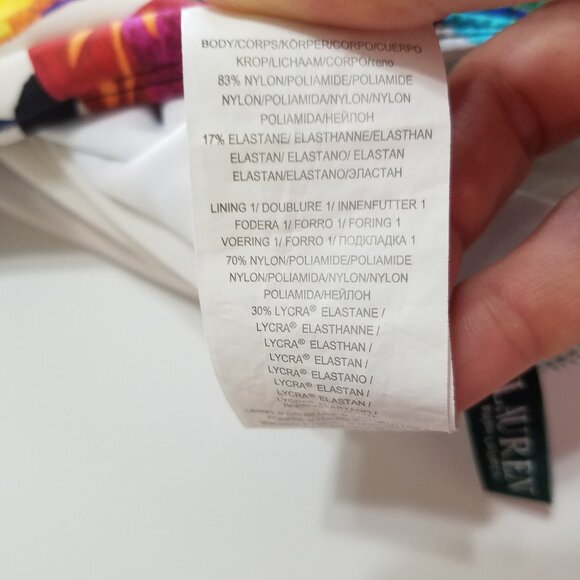 BODY/CORPS/KÖRPER/CORPO/CUERPO
KROP/LICHAAM/CORPO/тело
83% NYLON/POLIAMIDE/POLIAMIDE
NYLON/POLIAMIDA/NYLON/NYLON
POLIAMIDA/НЕЙЛОН
17% ELASTANE/ ELASTHANNE/ELASTHAN
ELASTAN/ ELASTANO/ ELASTAN
ELASTAN/ELASTANO/ЭЛАСТАН
LINING 1/ DOUBLURE 1/ INNENFUTTER 1
FODERA 1/ FORRO 1/ FORING 1
VOERING 1/ FORRO 1/ ПОДКЛАДКА 1
70% NYLON/POLIAMIDE/POLIAMIDE
NYLON/POLIAMIDA/NYLON/NYLON
POLIAMIDA/НЕЙЛОН
30% LYCRA® ELASTANE /
LYCRA® ELASTHANNE /
LYCRA® ELASTHAN /
LYCRA® ELASTAN /
LYCRA® ELASTANO /
LYCRA® ELASTAN /
LYCRA® ELASTAN /
ELASTANO /
LAUREN